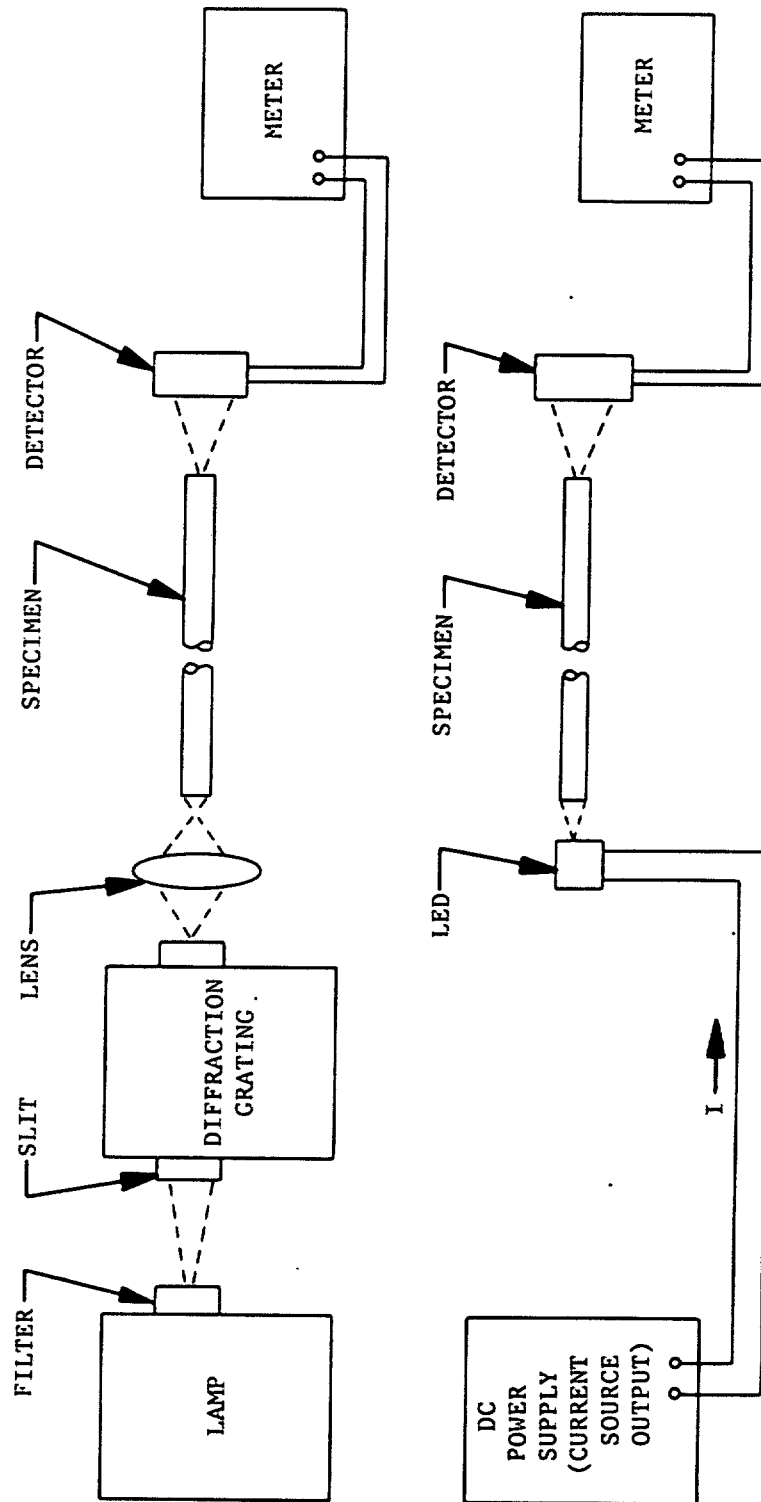 FILTER
SLIT
LENS
SPECIMEN
DETECTOR
LAMP
DIFFRACTION
GRATING
METER
LED
SPECIMEN
DETECTOR
DC
POWER
SUPPLY
(CURRENT
SOURCE
OUTPUT)
I
METER